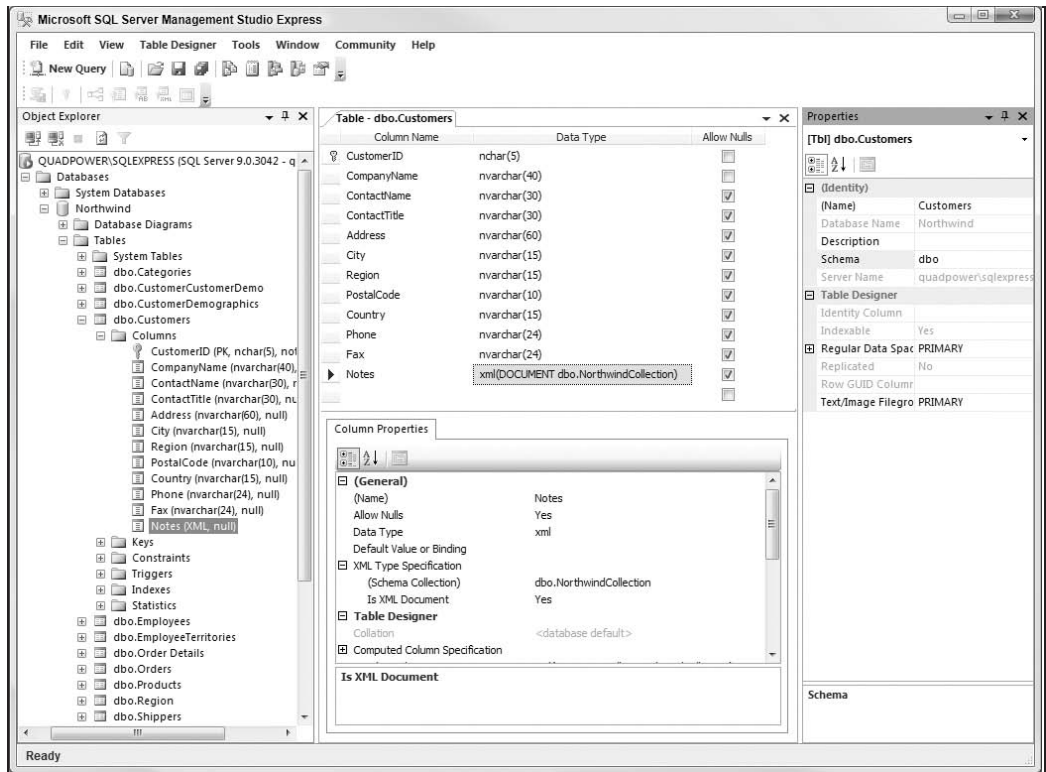 Microsoft SQL Server Management Studio Express
File Edit View Table Designer Tools Window Community Help
New Query
Object Explorer
QUADPOWER\SQLEXPRESS (SQL Server 9.0.3042 - q
Databases
System Databases
Northwind
Database Diagrams
Tables
System Tables
dbo.Categories
dbo.CustomerCustomerDemo
dbo.CustomerDemographics
dbo.Customers
Columns
CustomerID (PK, nchar(5), not
CompanyName (nvarchar(40),
ContactName (nvarchar(30), r
ContactTitle (nvarchar(30), nu
Address (nvarchar(60), null)
City (nvarchar(15), null)
Region (nvarchar(15), null)
PostalCode (nvarchar(10), nu
Country (nvarchar(15), null)
Phone (nvarchar(24), null)
Fax (nvarchar(24), null)
Notes (XML, null)
Keys
Constraints
Triggers
Indexes
Statistics
dbo.Employees
dbo.EmployeeTerritories
dbo.Order Details
dbo.Orders
dbo.Products
dbo.Region
dbo.Shippers
Table - dbo.Customers
Column Name Data Type Allow Nulls
CustomerID nchar(5)
CompanyName nvarchar(40)
ContactName nvarchar(30)
ContactTitle nvarchar(30)
Address nvarchar(60)
City nvarchar(15)
Region nvarchar(15)
PostalCode nvarchar(10)
Country nvarchar(15)
Phone nvarchar(24)
Fax nvarchar(24)
Notes xml(DOCUMENT dbo.NorthwindCollection)
Column Properties
(General)
(Name) Notes
Allow Nulls Yes
Data Type xml
Default Value or Binding
XML Type Specification
(Schema Collection) dbo.NorthwindCollection
Is XML Document Yes
Table Designer
Collation <database default>
Computed Column Specification
Is XML Document
Properties
[Tbl] dbo.Customers
(Identity)
(Name) Customers
Database Name Northwind
Description
Schema dbo
Server Name quadpower\sqlexpress
Table Designer
Identity Column
Indexable Yes
Regular Data Spac PRIMARY
Replicated No
Row GUID Columr
Text/Image Filegro PRIMARY
Schema
Ready